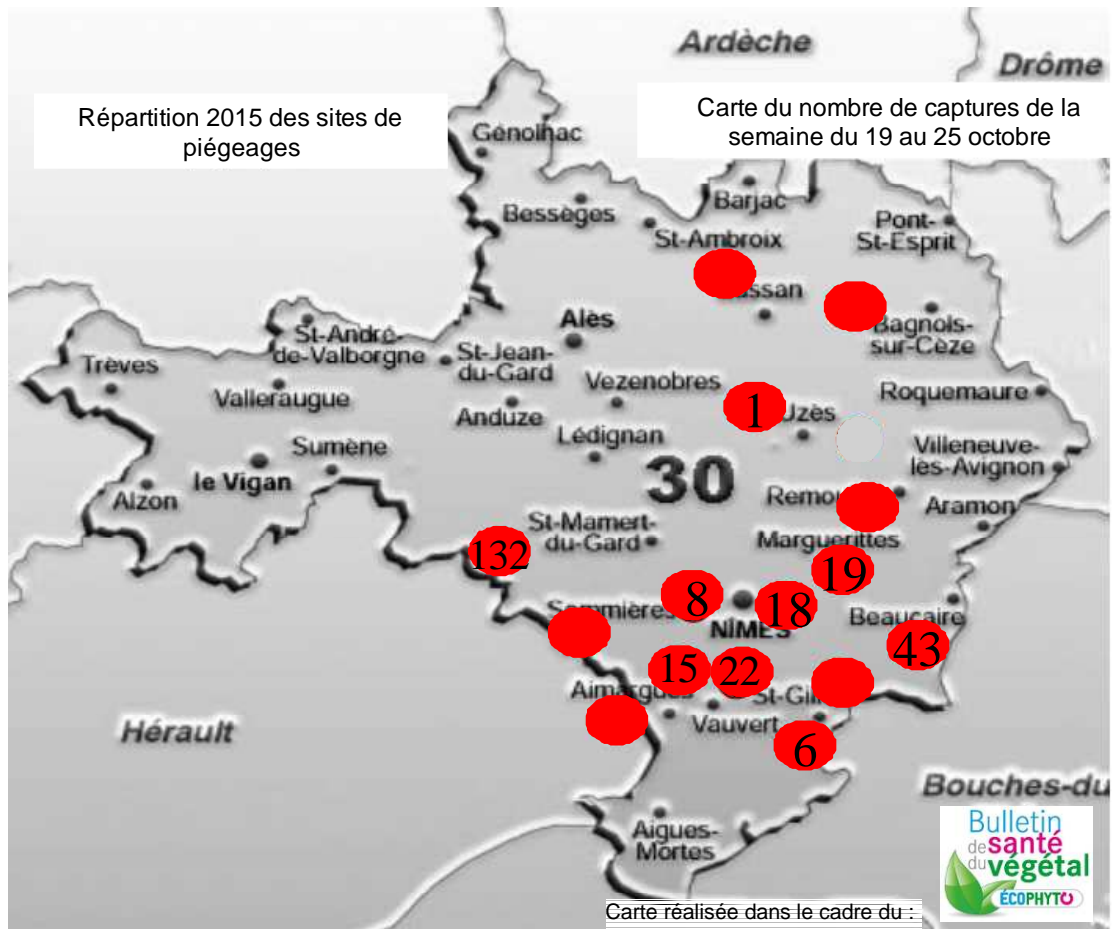 Ardèche
Drôme
Répartition 2015 des sites de
piégeages
Carte du nombre de captures de la
semaine du 19 au 25 octobre
Génolhac
Bessèges
Barjac
St-Ambroix
Pont-
St-Esprit
Bagnols-
sur-Cèze
Alès
St-André-
de-Valborgne
St-Jean-
du-Gard
Trèves
Valleraugue
Vezenobres
Anduze
Lédignan
1
Uzès
Roquemaure
Villeneuve-
lès-Avignon
Sumène
le Vigan
Alzon
30
Aramon
St-Mamert-
du-Gard
Marguerittes
132
19
8
18
NÎMES
Beaucaire
43
15
22
Vauvert
6
Hérault
Bouches-du
Aigues-
Mortes
Bulletin
de santé
du végétal
ÉCOPHYTO
Carte réalisée dans le cadre du :